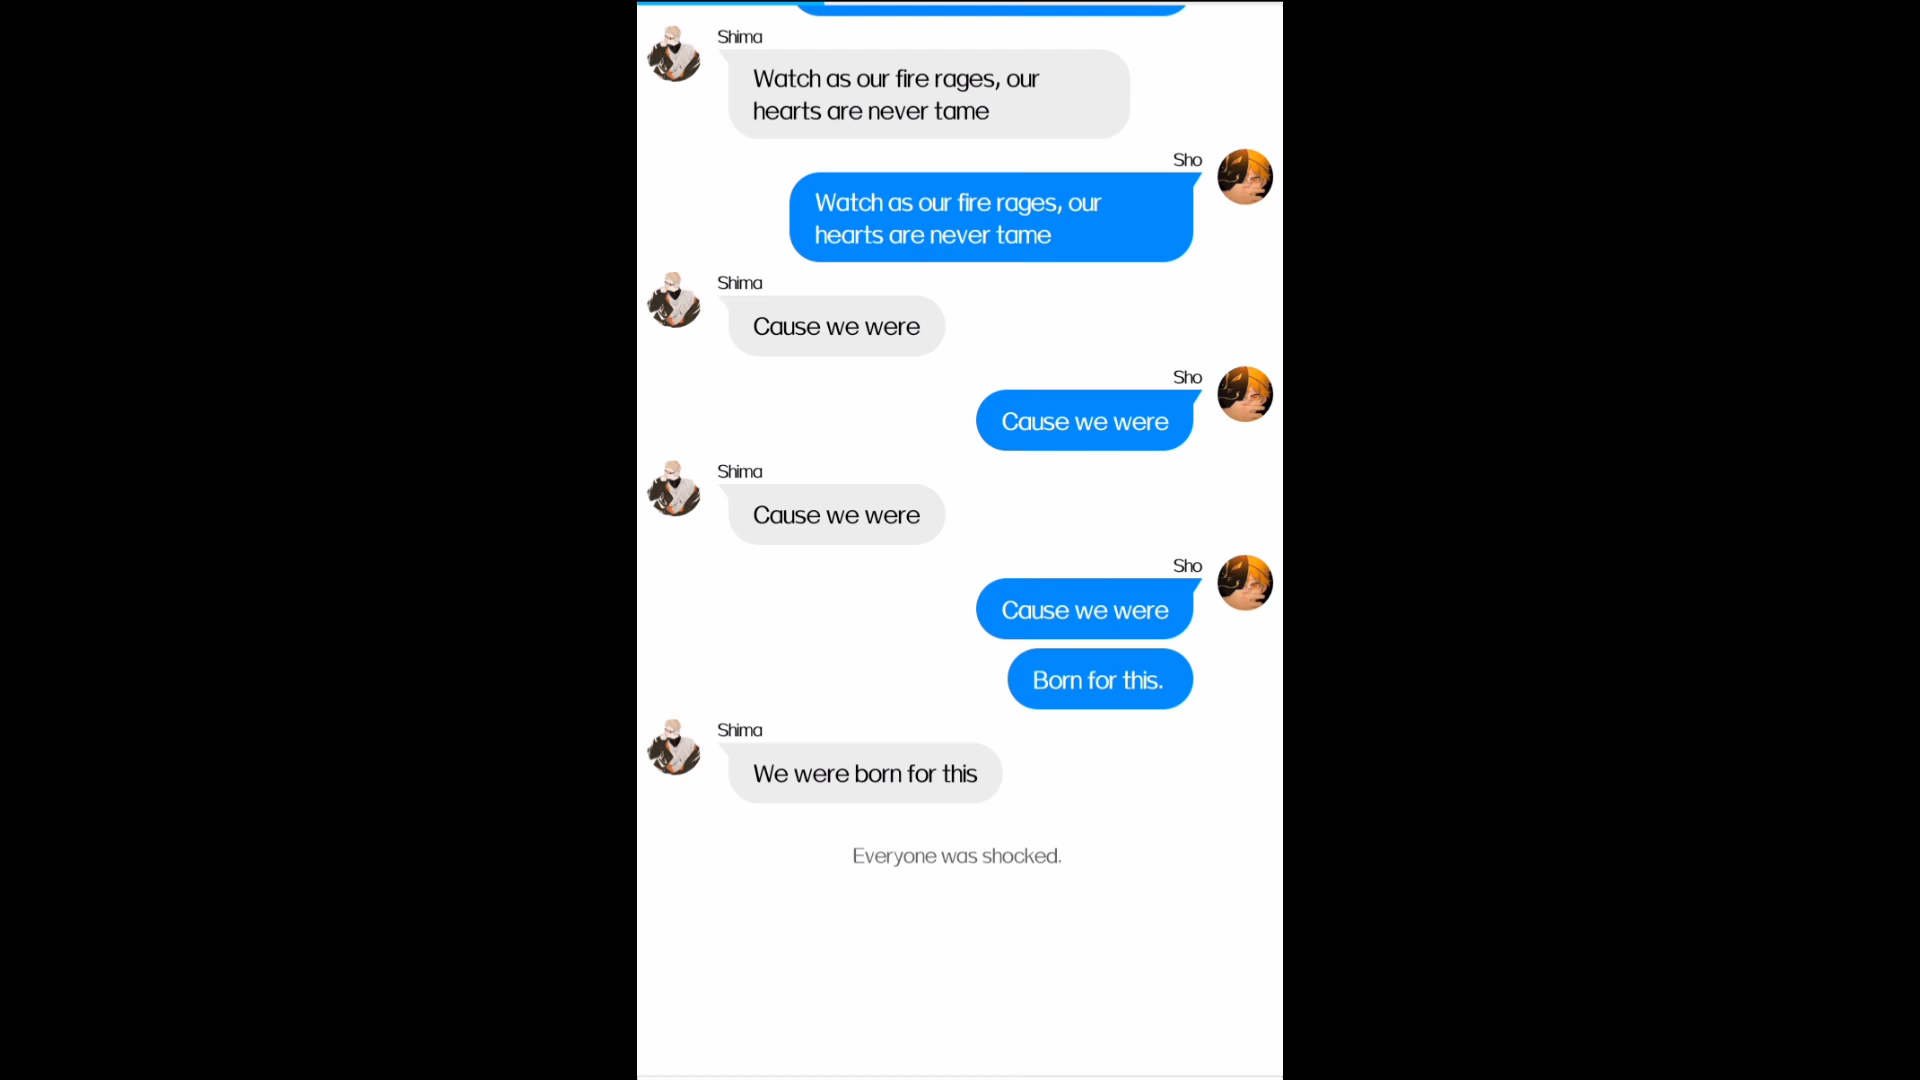 Shima
Watch as our fire rages, our
hearts are never tame
Sho
Watch as our fire rages, our
hearts are never tame
Shima
Cause we were
Sho
Cause we were
Shima
Cause we were
Sho
Cause we were
Born for this.
Shima
We were born for this
Everyone was shocked.